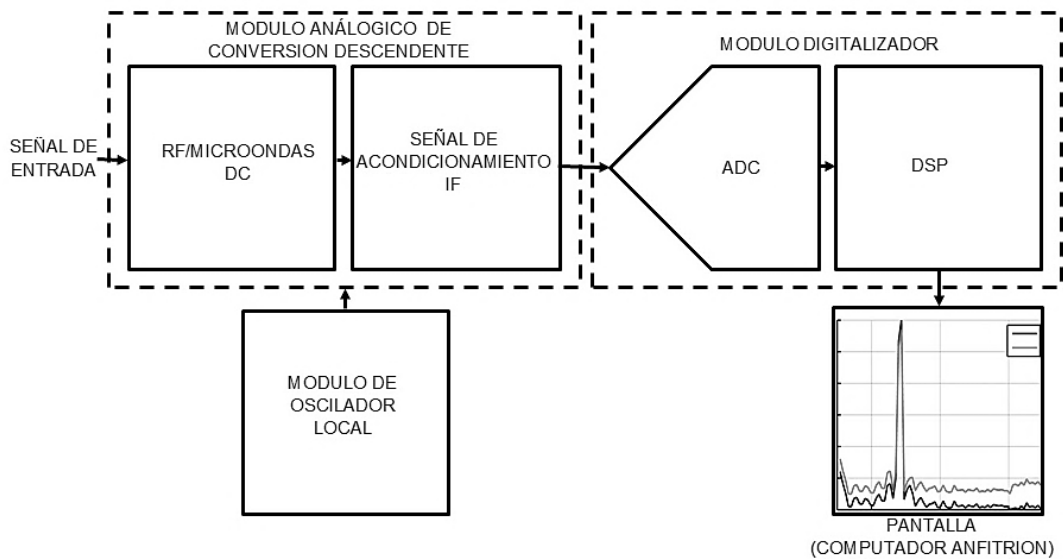 MODULO ANÁLOGICO DE
CONVERSION DESCENDENTE
MODULO DIGITALIZADOR
SEÑAL DE
ENTRADA
RF/MICROONDAS
DC
SEÑAL DE
ACONDICIONAMIENTO
IF
ADC
DSP
MODULO DE
OSCILADOR
LOCAL
PANTALLA
(COMPUTADOR ANFITRION)